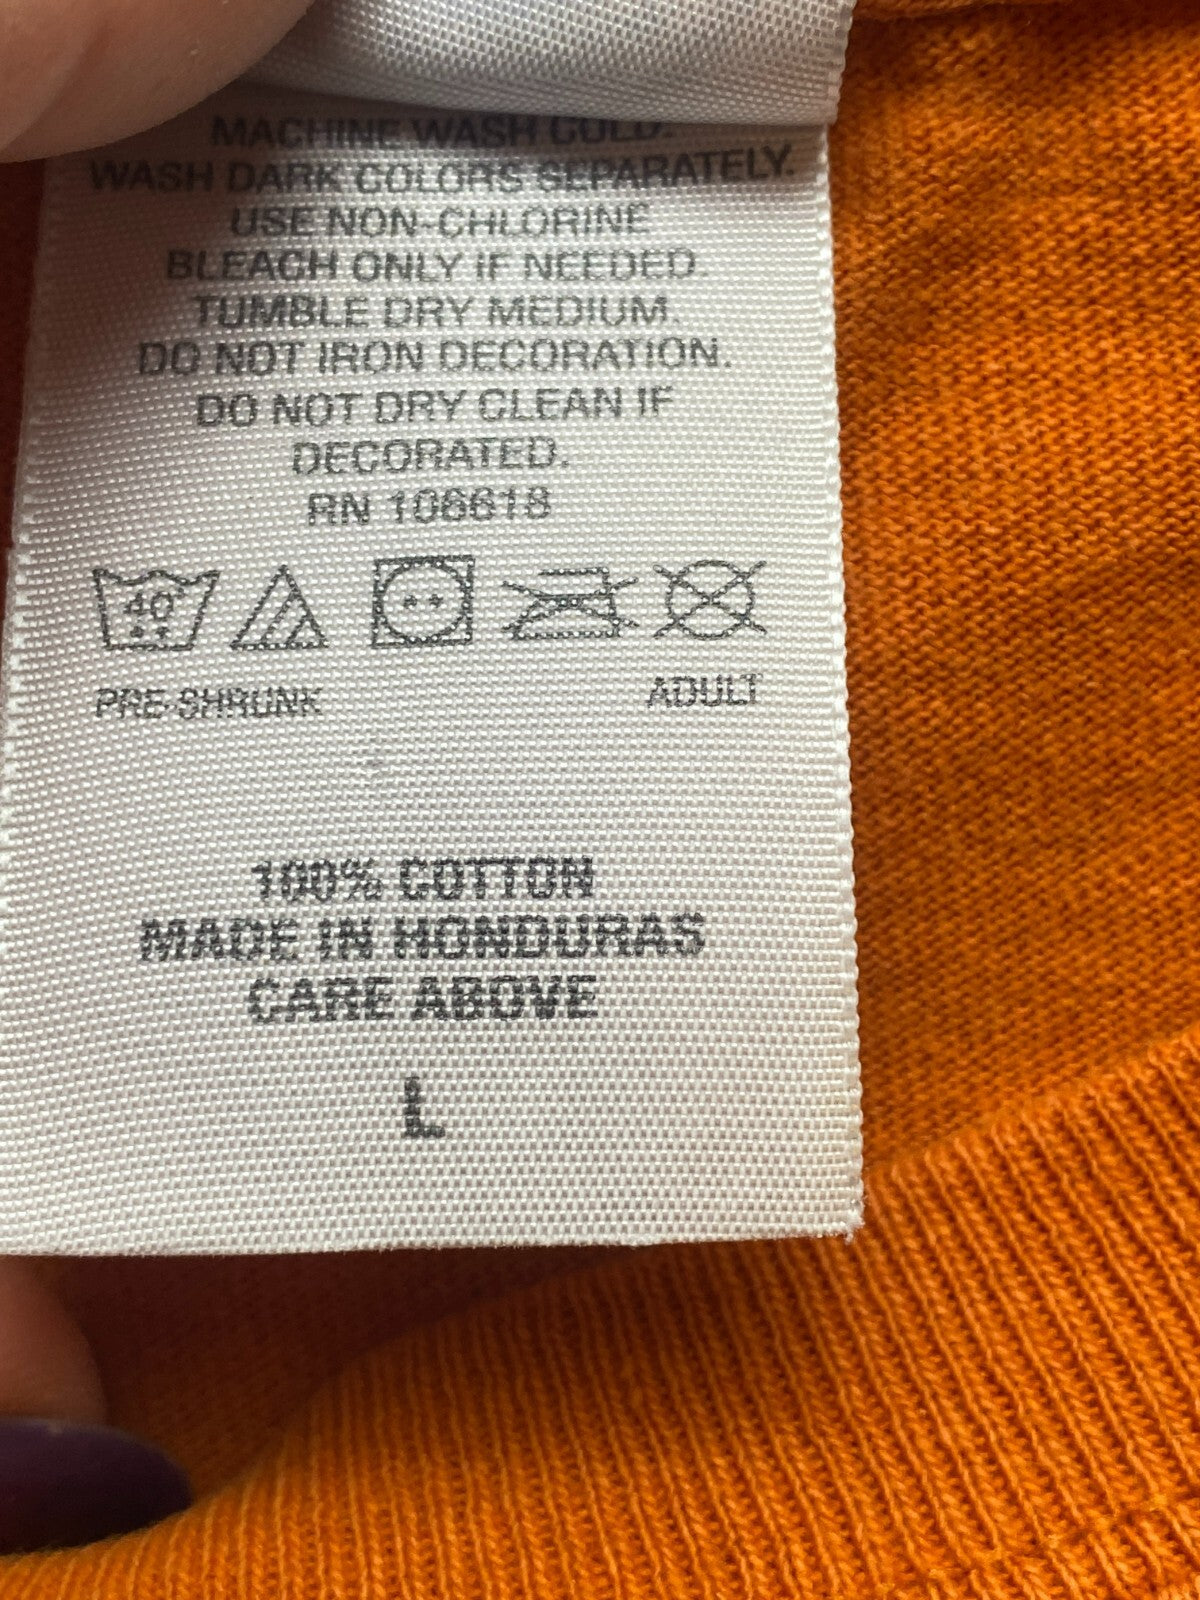 MACHINE WASH COLD.
WASH DARK COLORS SEPARATELY.
USE NON-CHLORINE
BLEACH ONLY IF NEEDED.
TUMBLE DRY MEDIUM.
DO NOT IRON DECORATION.
DO NOT DRY CLEAN IF
DECORATED.
RN 106618
40°
PRE-SHRUNK ADULT
100% COTTON
MADE IN HONDURAS
CARE ABOVE
L